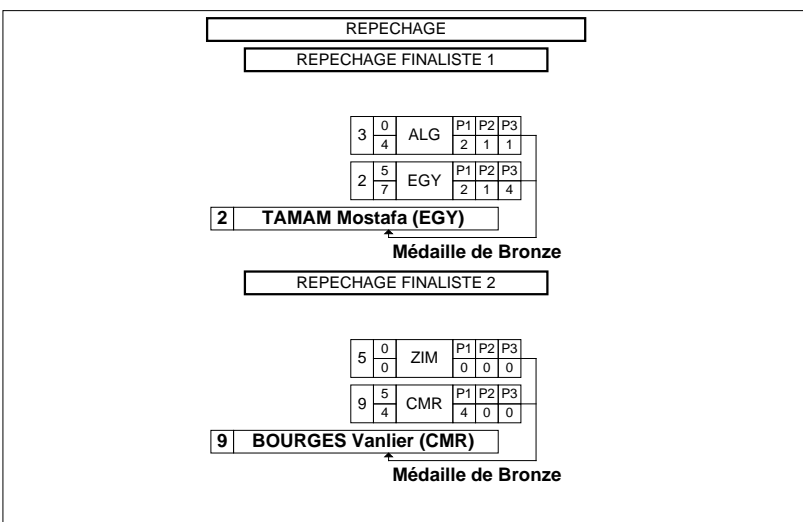 REPECHAGE
REPECHAGE FINALISTE 1
3 0 ALG P1 P2 P3
4 2 1 1
2 5 EGY P1 P2 P3
7 2 1 4
2 TAMAM Mostafa (EGY)
Médaille de Bronze
REPECHAGE FINALISTE 2
5 0 ZIM P1 P2 P3
0 0 0 0
9 5 CMR P1 P2 P3
4 4 0 0
9 BOURGES Vanlier (CMR)
Médaille de Bronze